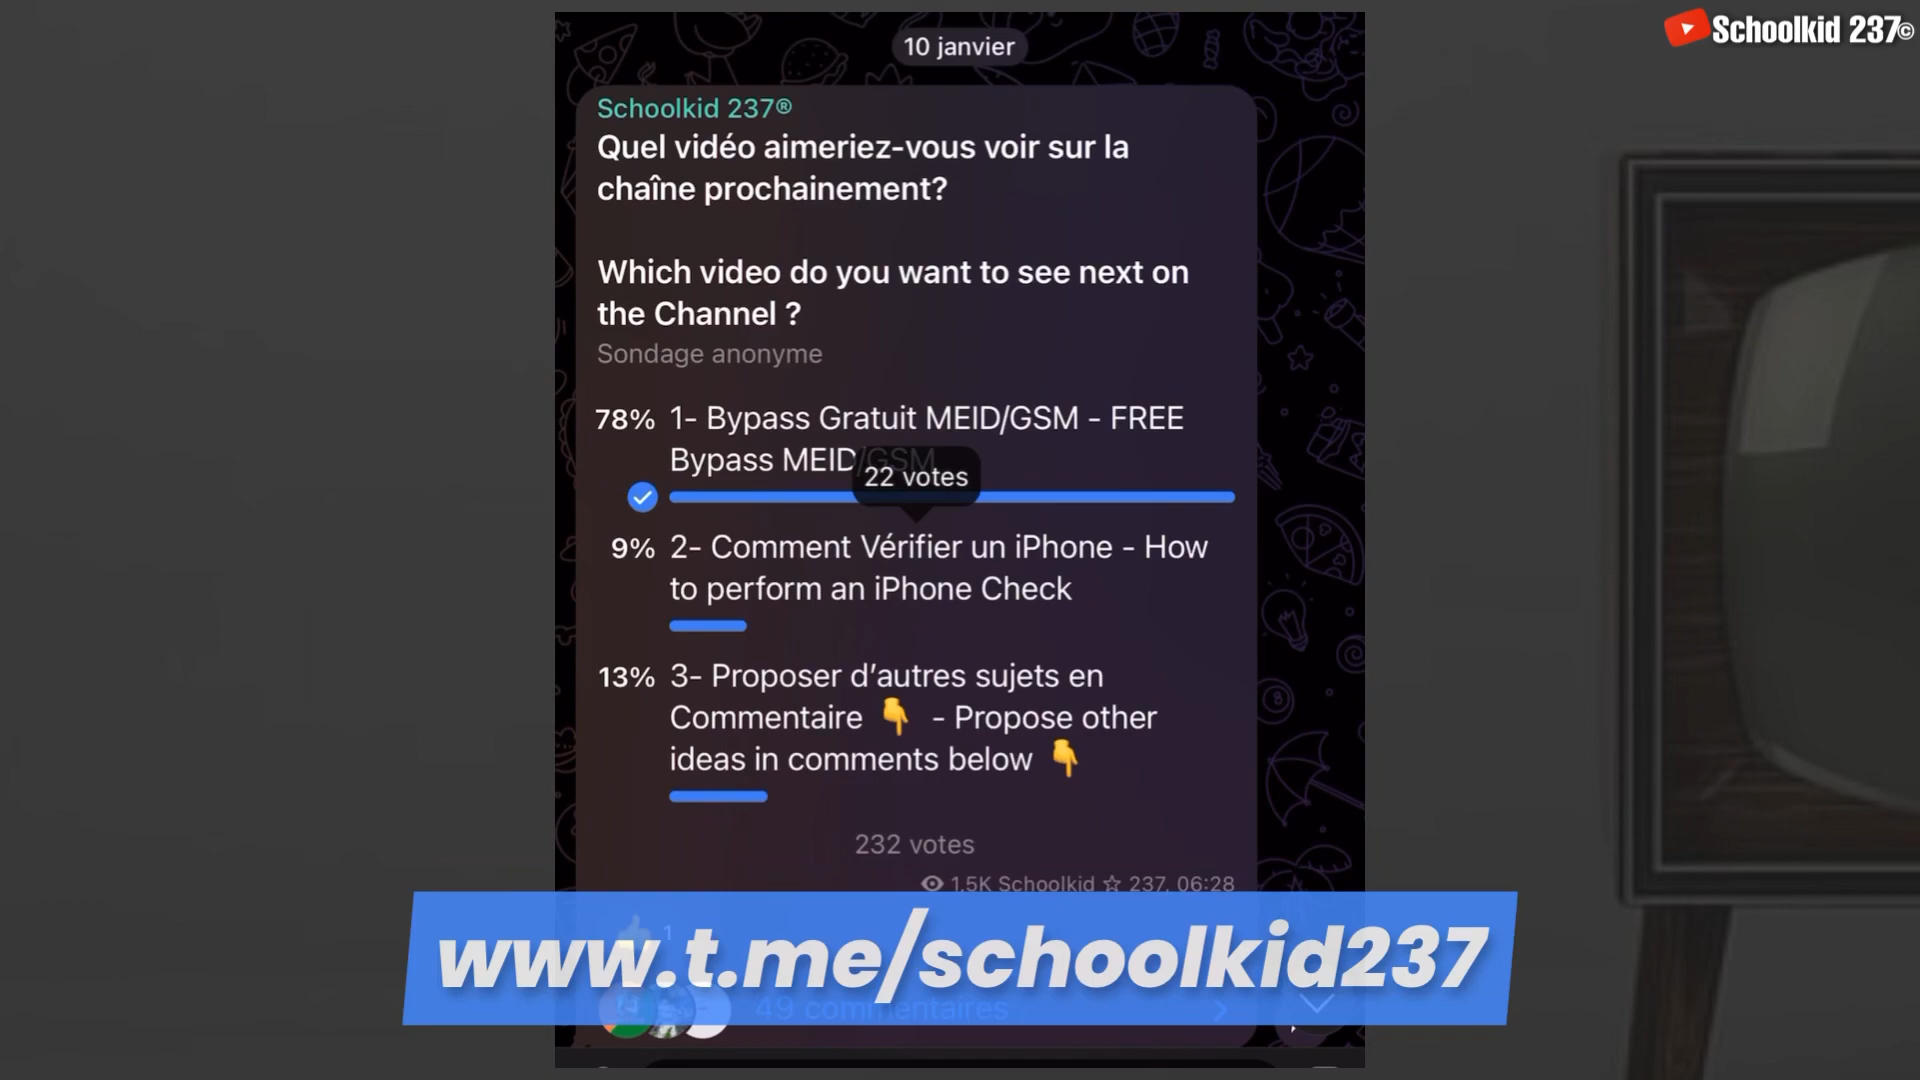 Schoolkid 237©
10 janvier
Schoolkid 237®
Quel vidéo aimeriez-vous voir sur la
chaîne prochainement?
Which video do you want to see next on
the Channel ?
Sondage anonyme
78% 1- Bypass Gratuit MEID/GSM - FREE
Bypass MEID/GSM
22 votes
9% 2- Comment Vérifier un iPhone - How
to perform an iPhone Check
13% 3- Proposer d’autres sujets en
Commentaire 👇 - Propose other
ideas in comments below 👇
232 votes
1.5K Schoolkid ☆ 237, 06:28
1
www.t.me/schoolkid237
49 commentaires